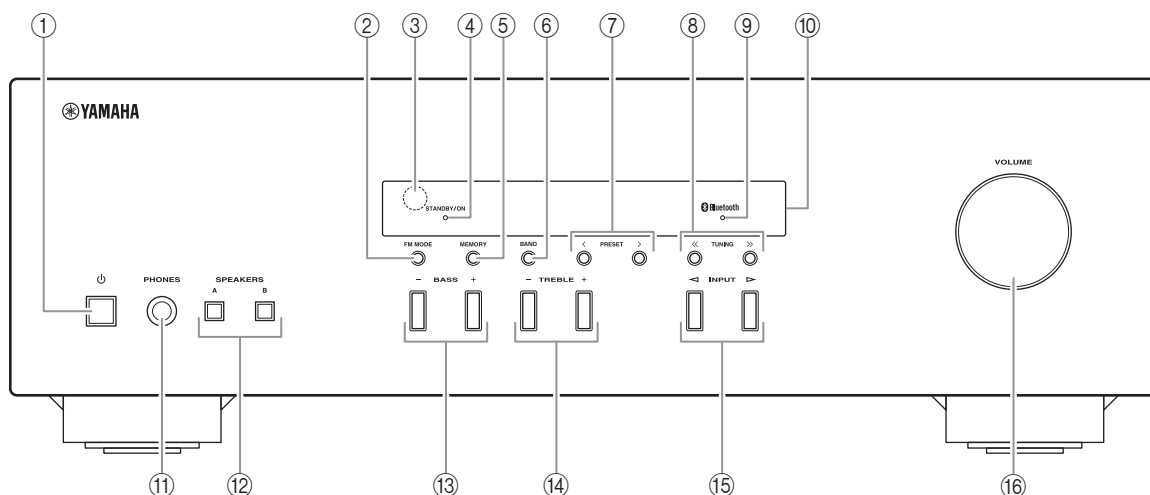 ① ② ③ ④ ⑤ ⑥ ⑦ ⑧ ⑨ ⑩
YAMAHA
VOLUME
STANDBY/ON
Bluetooth
FM MODE MEMORY BAND < PRESET > « TUNING »
− BASS + − TREBLE + ◁ INPUT ▷
PHONES SPEAKERS
A B
⑪ ⑫ ⑬ ⑭ ⑮ ⑯